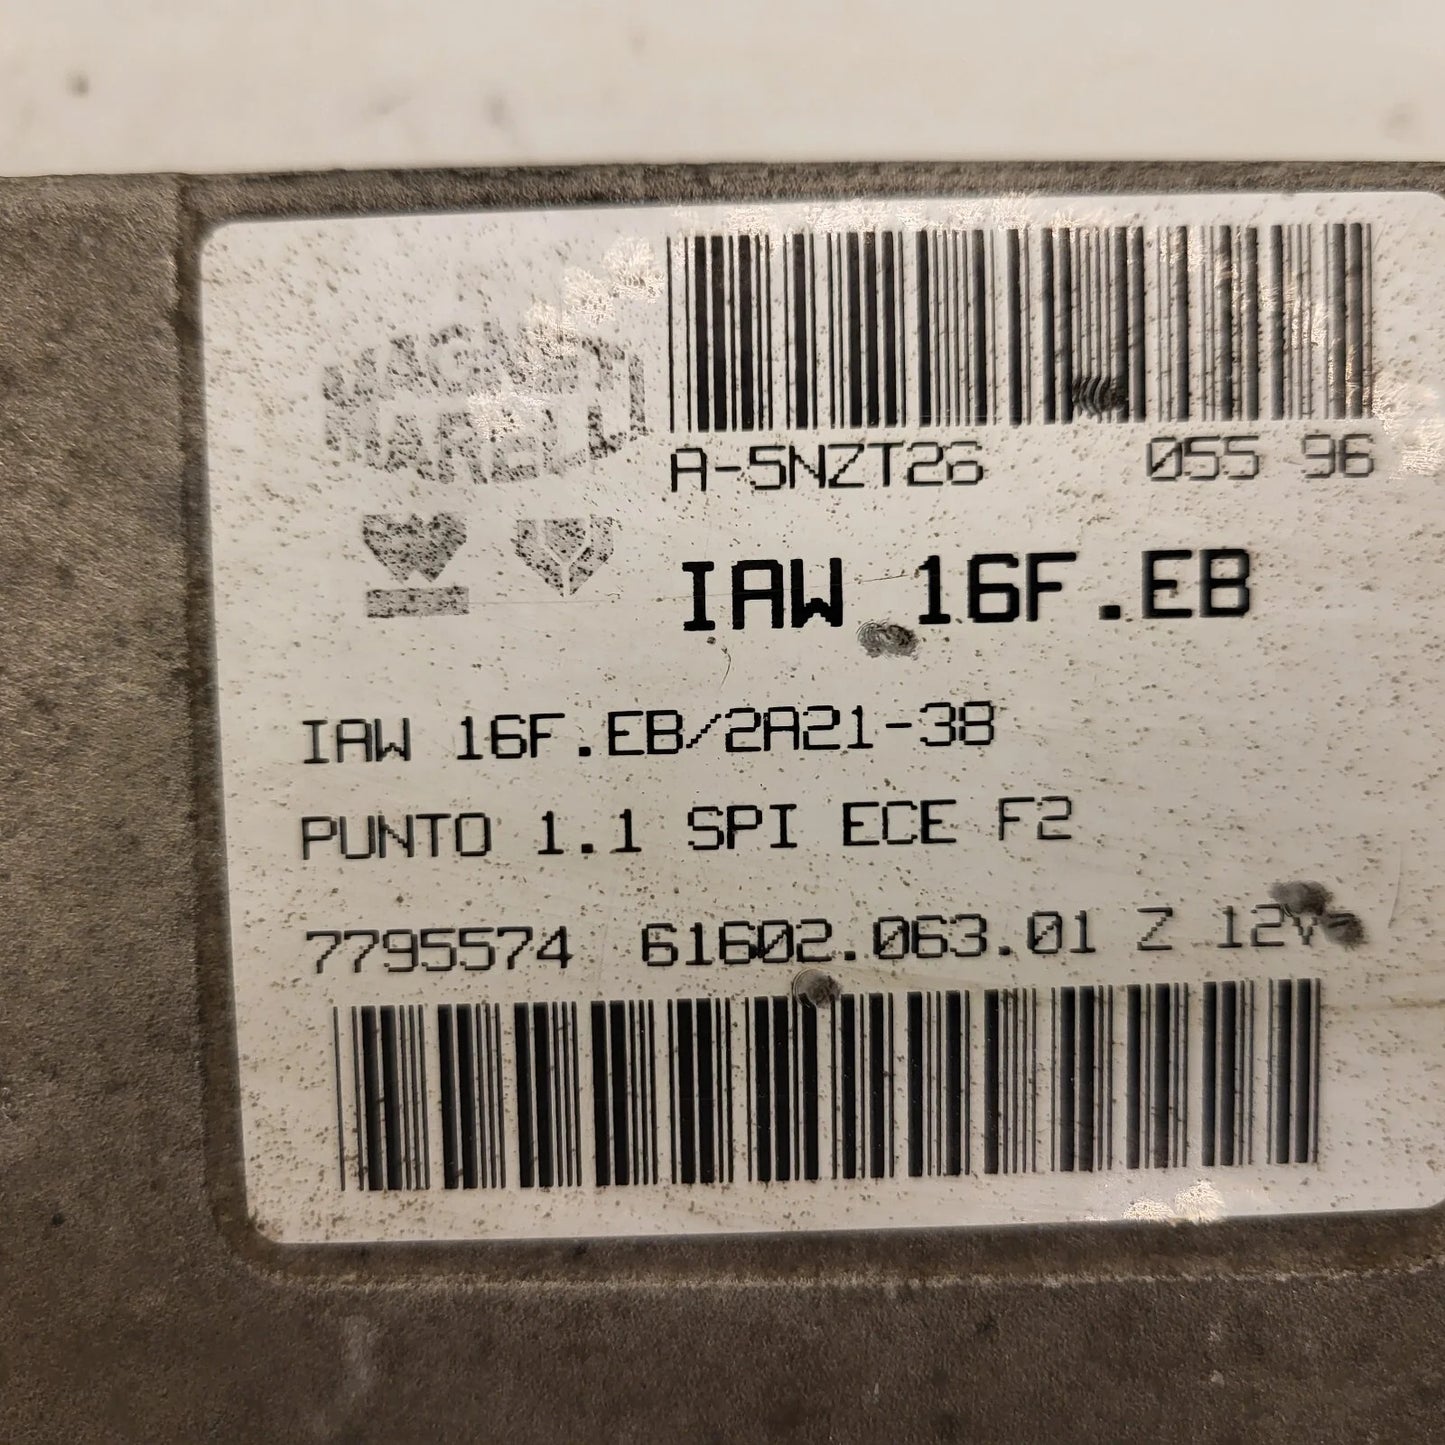 MAGNETI
MARELLI
A-5NZT26 055 96
IAW 16F.EB
IAW 16F.EB/2A21-38
PUNTO 1.1 SPI ECE F2
7795574 61602.063.01 Z 12V